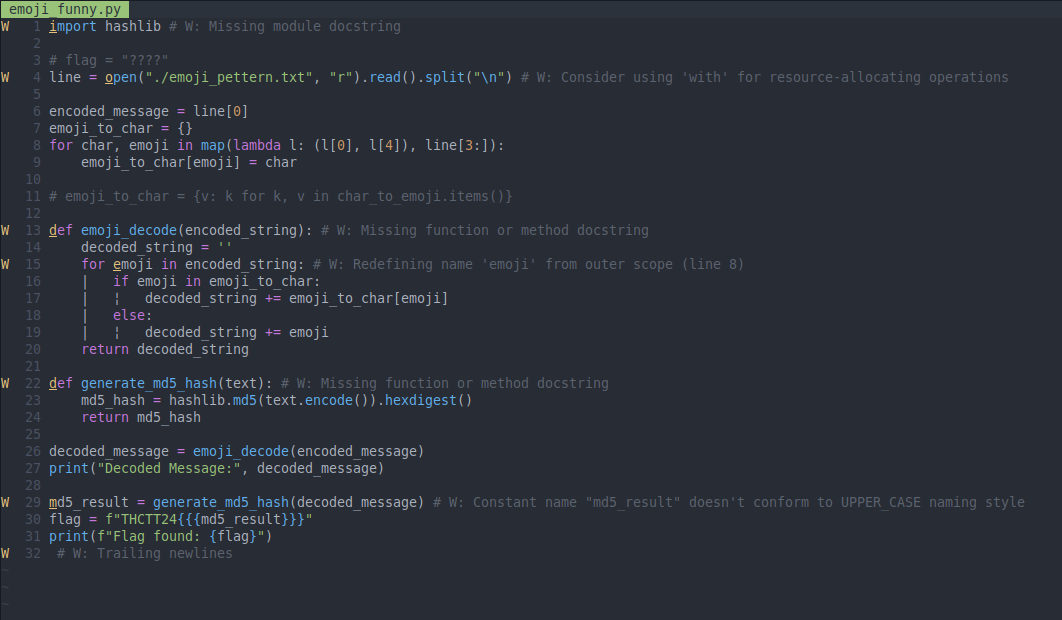 emoji_funny.py
W 1 import hashlib # W: Missing module docstring
2
3 # flag = "????"
W 4 line = open("./emoji_pettern.txt", "r").read().split("\n") # W: Consider using 'with' for resource-allocating operations
5
6 encoded_message = line[0]
7 emoji_to_char = {}
8 for char, emoji in map(lambda l: (l[0], l[4]), line[3:]):
9     emoji_to_char[emoji] = char
10
11 # emoji_to_char = {v: k for k, v in char_to_emoji.items()}
12
W 13 def emoji_decode(encoded_string): # W: Missing function or method docstring
14     decoded_string = ''
W 15     for emoji in encoded_string: # W: Redefining name 'emoji' from outer scope (line 8)
16     |   if emoji in emoji_to_char:
17     |   ¦   decoded_string += emoji_to_char[emoji]
18     |   else:
19     |   ¦   decoded_string += emoji
20     return decoded_string
21
W 22 def generate_md5_hash(text): # W: Missing function or method docstring
23     md5_hash = hashlib.md5(text.encode()).hexdigest()
24     return md5_hash
25
26 decoded_message = emoji_decode(encoded_message)
27 print("Decoded Message:", decoded_message)
28
W 29 md5_result = generate_md5_hash(decoded_message) # W: Constant name "md5_result" doesn't conform to UPPER_CASE naming style
30 flag = f"THCTT24{{{md5_result}}}"
31 print(f"Flag found: {flag}")
W 32  # W: Trailing newlines
~
~
~